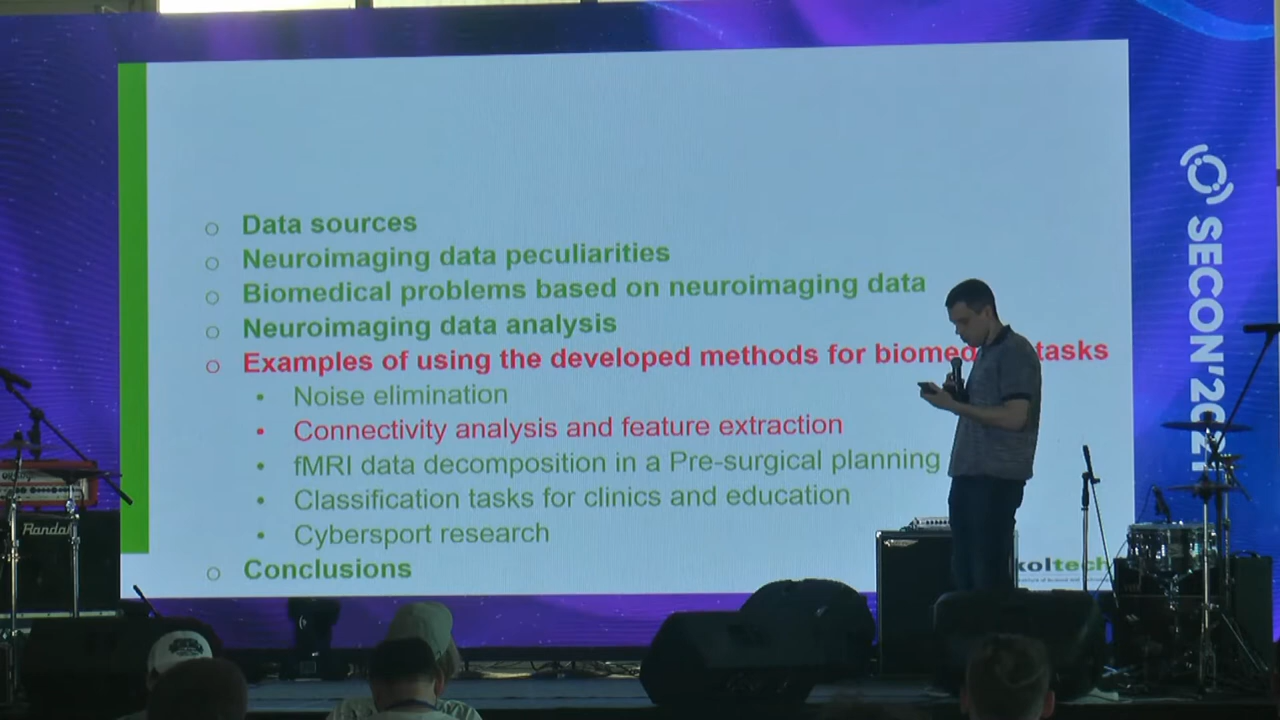 Data sources
Neuroimaging data peculiarities
Biomedical problems based on neuroimaging data
Neuroimaging data analysis
Examples of using the developed methods for tasks
Noise elimination
Connectivity analysis and feature extraction
fMRI data decomposition in a Pre-surgical planning
Classification tasks for clinics and education
Cybersport research
Conclusions
koltech
SECON'2021
Randall